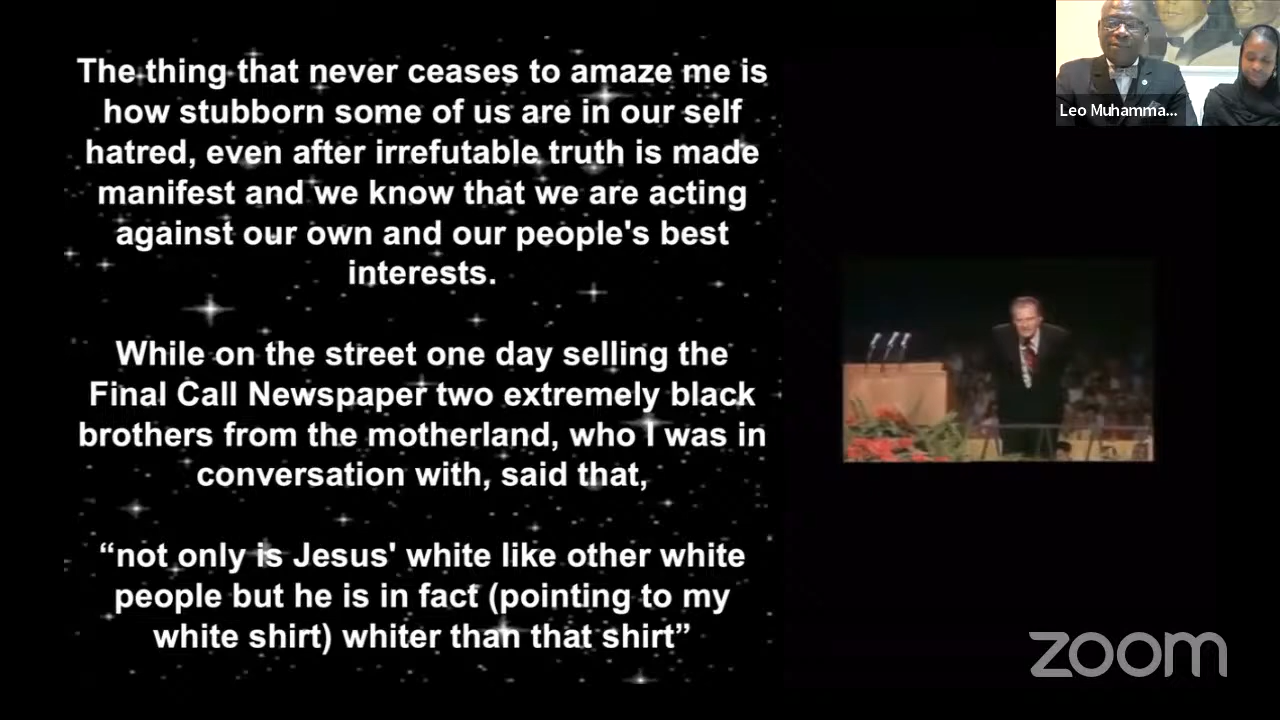 The thing that never ceases to amaze me is
how stubborn some of us are in our self
hatred, even after irrefutable truth is made
manifest and we know that we are acting
against our own and our people's best
interests.
While on the street one day selling the
Final Call Newspaper two extremely black
brothers from the motherland, who I was in
conversation with, said that,
“not only is Jesus' white like other white
people but he is in fact (pointing to my
white shirt) whiter than that shirt”
Leo Muhamma...
zoom